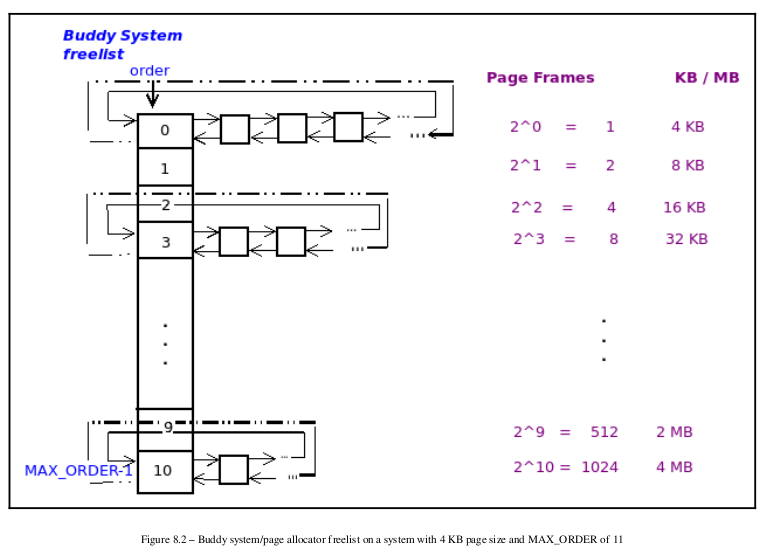 Buddy System
freelist
order
Page Frames KB / MB
0 ... 2^0 = 1 4 KB
...
1 2^1 = 2 8 KB
2 2^2 = 4 16 KB
3 ... 2^3 = 8 32 KB
...
. .
. .
. .
9 2^9 = 512 2 MB
...
MAX_ORDER-1 10 2^10 = 1024 4 MB
...
Figure 8.2 – Buddy system/page allocator freelist on a system with 4 KB page size and MAX_ORDER of 11